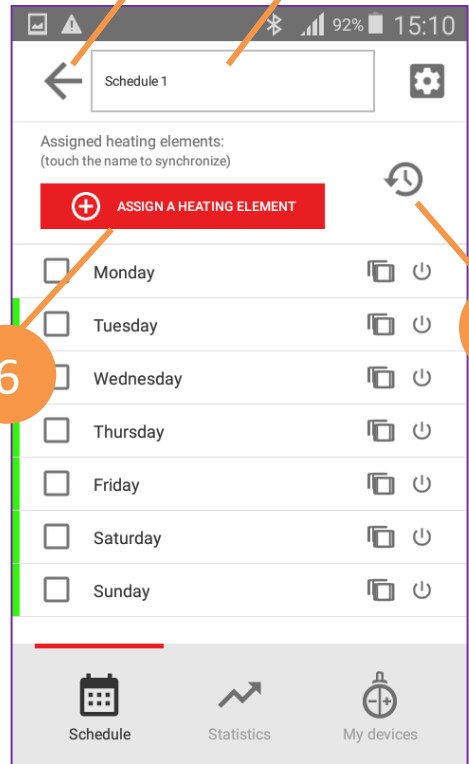 92% 15:10
Schedule 1
Assigned heating elements:
(touch the name to synchronize)
ASSIGN A HEATING ELEMENT
Monday
Tuesday
6
Wednesday
Thursday
Friday
Saturday
Sunday
Schedule Statistics My devices